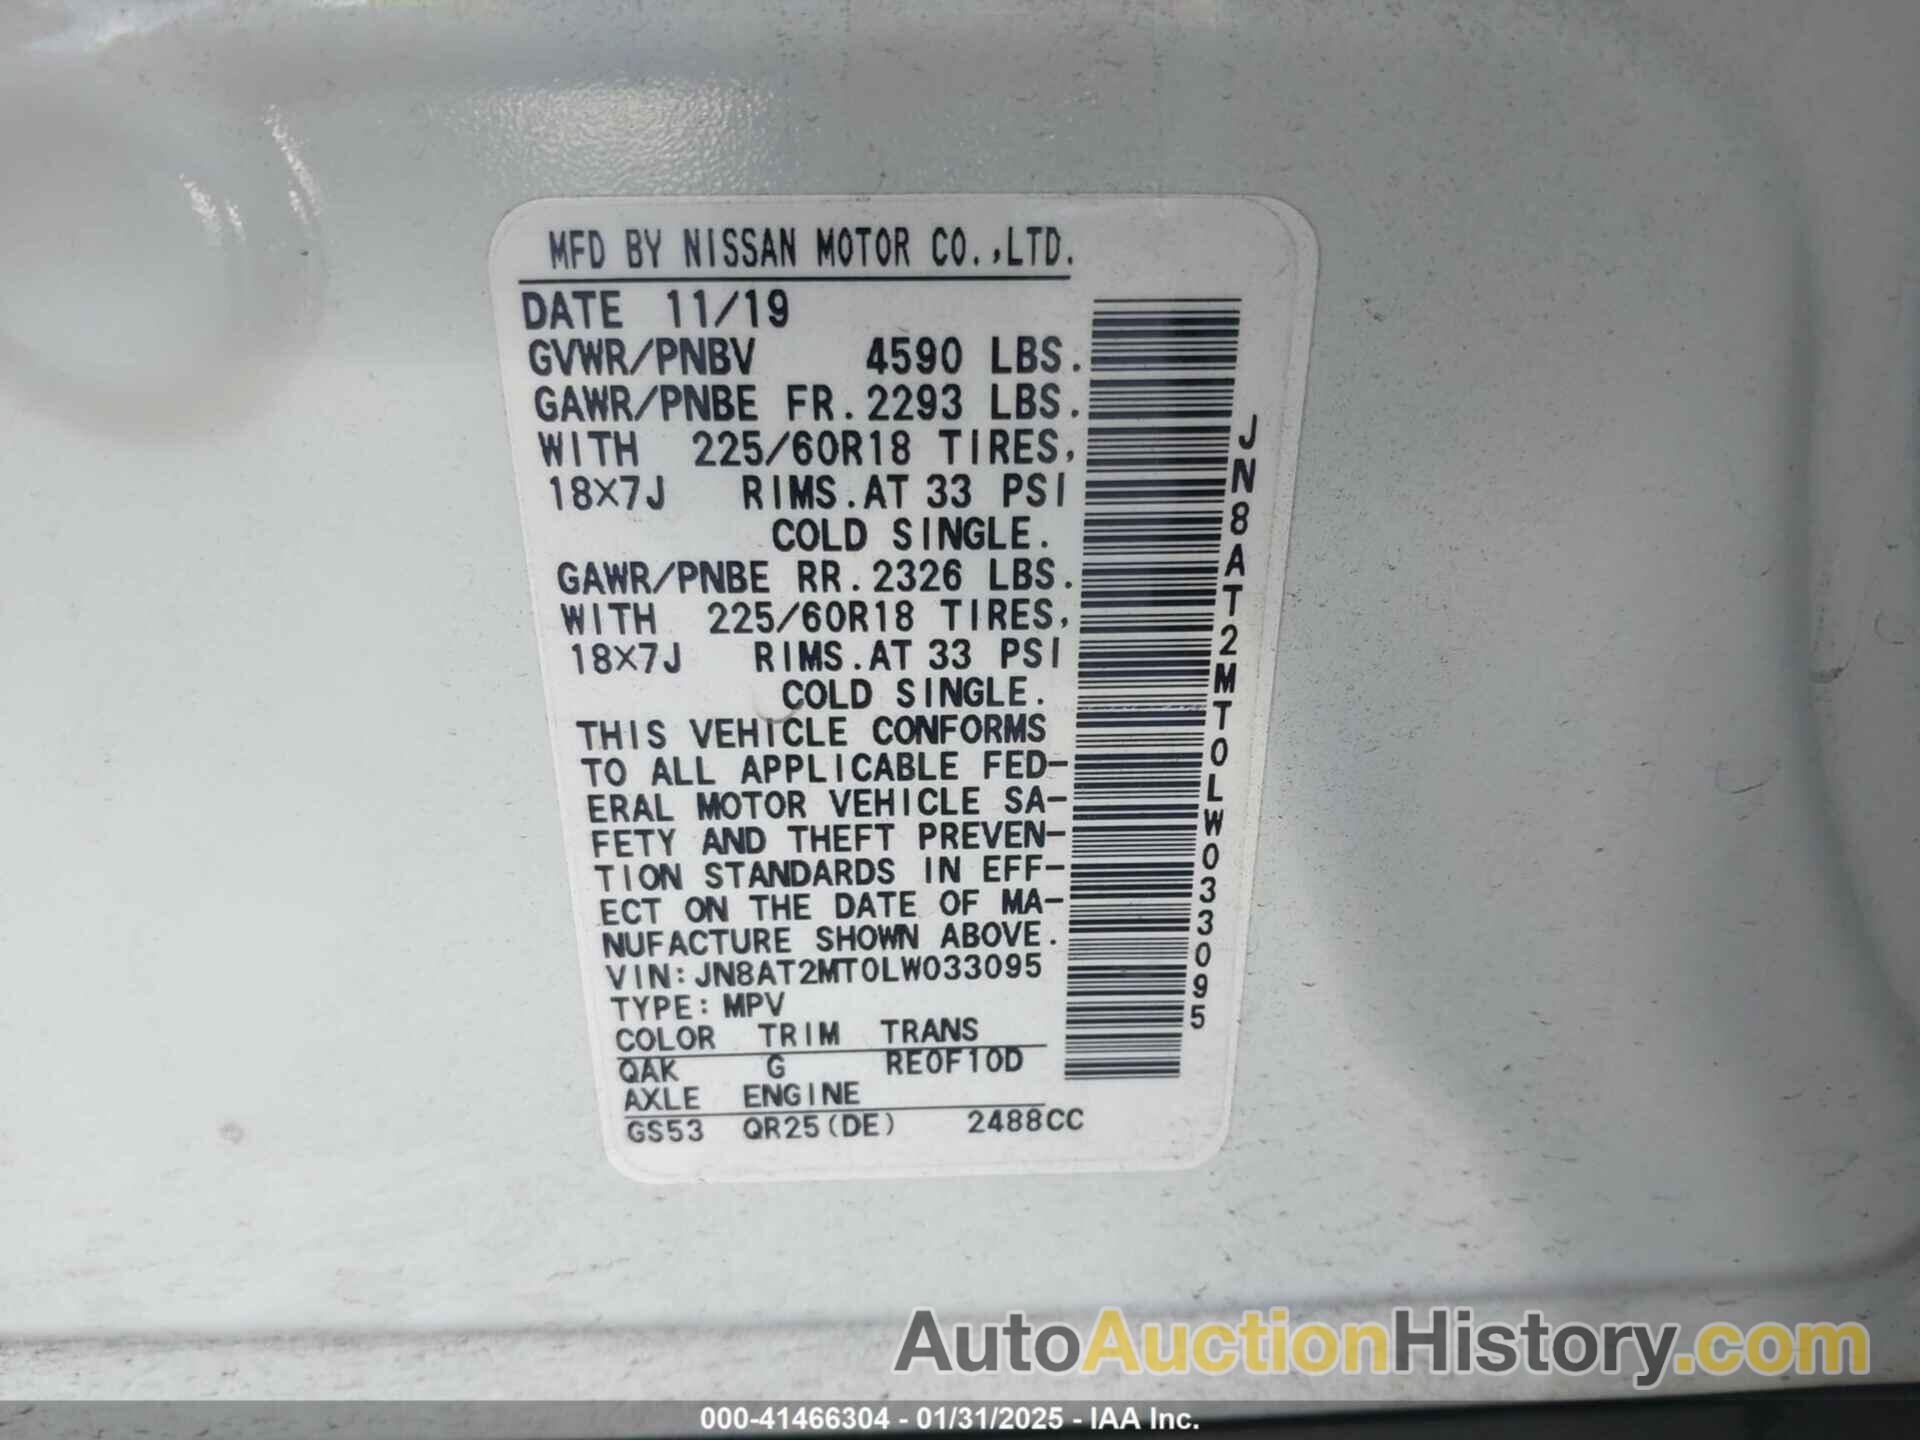 MFD BY NISSAN MOTOR CO.,LTD.
DATE 11/19
GVWR/PNBV 4590 LBS.
GAWR/PNBE FR. 2293 LBS.
WITH 225/60R18 TIRES,
18X7J RIMS. AT 33 PSI
COLD SINGLE.
GAWR/PNBE RR. 2326 LBS.
WITH 225/60R18 TIRES,
18X7J RIMS. AT 33 PSI
COLD SINGLE.
THIS VEHICLE CONFORMS
TO ALL APPLICABLE FED-
ERAL MOTOR VEHICLE SA-
FETY AND THEFT PREVEN-
TION STANDARDS IN EFF-
ECT ON THE DATE OF MA-
NUFACTURE SHOWN ABOVE.
VIN: JN8AT2MT0LW033095
TYPE: MPV
COLOR TRIM TRANS
QAK G RE0F10D
AXLE ENGINE
GS53 QR25(DE) 2488CC
JN8AT2MT0LW033095
AutoAuctionHistory.com
000-41466304 - 01/31/2025 - IAA Inc.